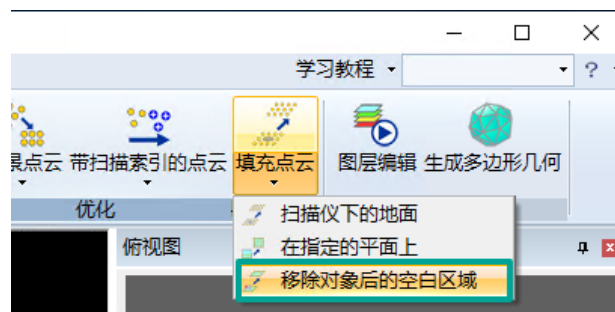 学习教程
?
景点云 带扫描索引的点云 填充点云 图层编辑 生成多边形几何
优化
扫描仪下的地面
俯视图
在指定的平面上
移除对象后的空白区域